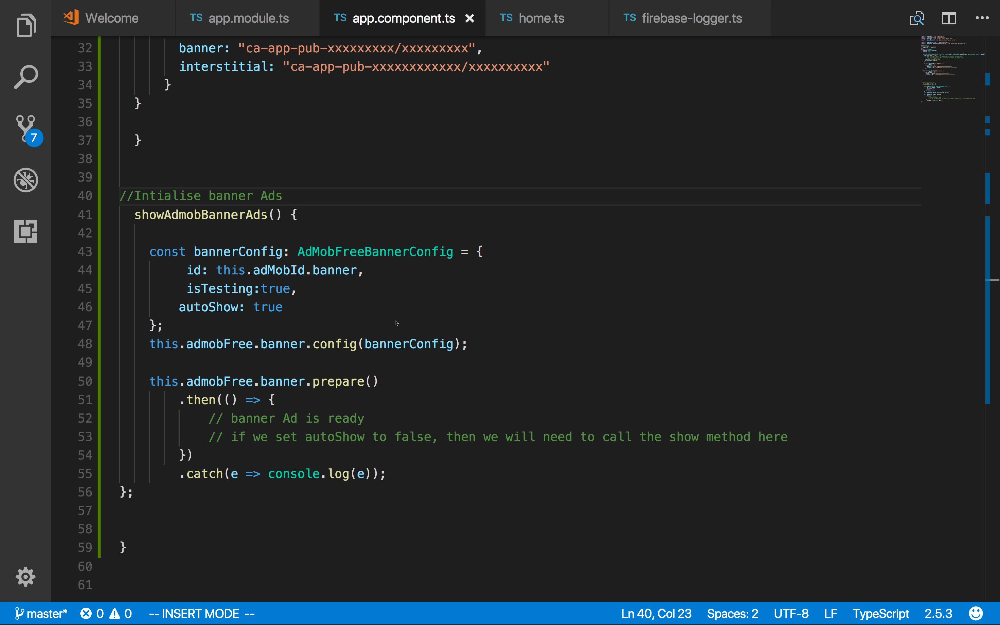 Welcome TS app.module.ts TS app.component.ts TS home.ts TS firebase-logger.ts
32 banner: "ca-app-pub-xxxxxxxxx/xxxxxxxxx",
33 interstitial: "ca-app-pub-xxxxxxxxxxxx/xxxxxxxxxx"
34 }
35 }
36
37 }
38
39
40 //Intialise banner Ads
41 showAdmobBannerAds() {
42
43 const bannerConfig: AdMobFreeBannerConfig = {
44 id: this.adMobId.banner,
45 isTesting:true,
46 autoShow: true
47 };
48 this.admobFree.banner.config(bannerConfig);
49
50 this.admobFree.banner.prepare()
51 .then(() => {
52 // banner Ad is ready
53 // if we set autoShow to false, then we will need to call the show method here
54 })
55 .catch(e => console.log(e));
56 };
57
58
59 }
60
61
7
master* 0 0 -- INSERT MODE -- Ln 40, Col 23 Spaces: 2 UTF-8 LF TypeScript 2.5.3